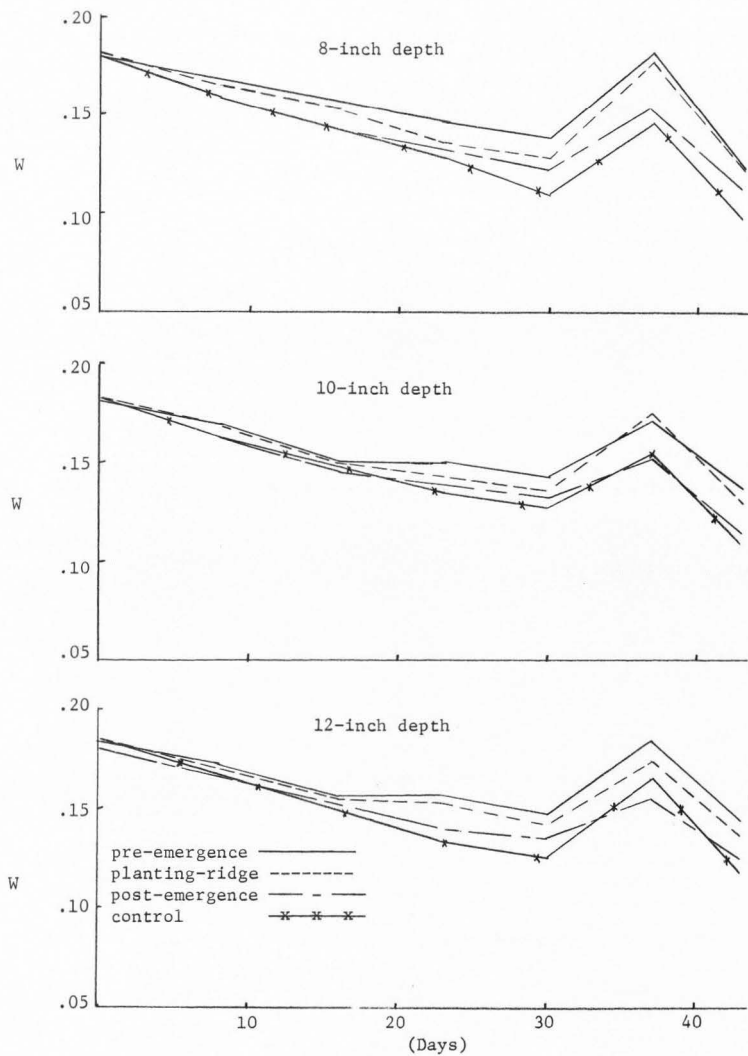 .20
8-inch depth
.15
W
.10
.05
.20
10-inch depth
.15
W
.10
.05
.20
12-inch depth
.15
pre-emergence
planting-ridge
W
post-emergence
.10
control
.05
10 20 30 40
(Days)